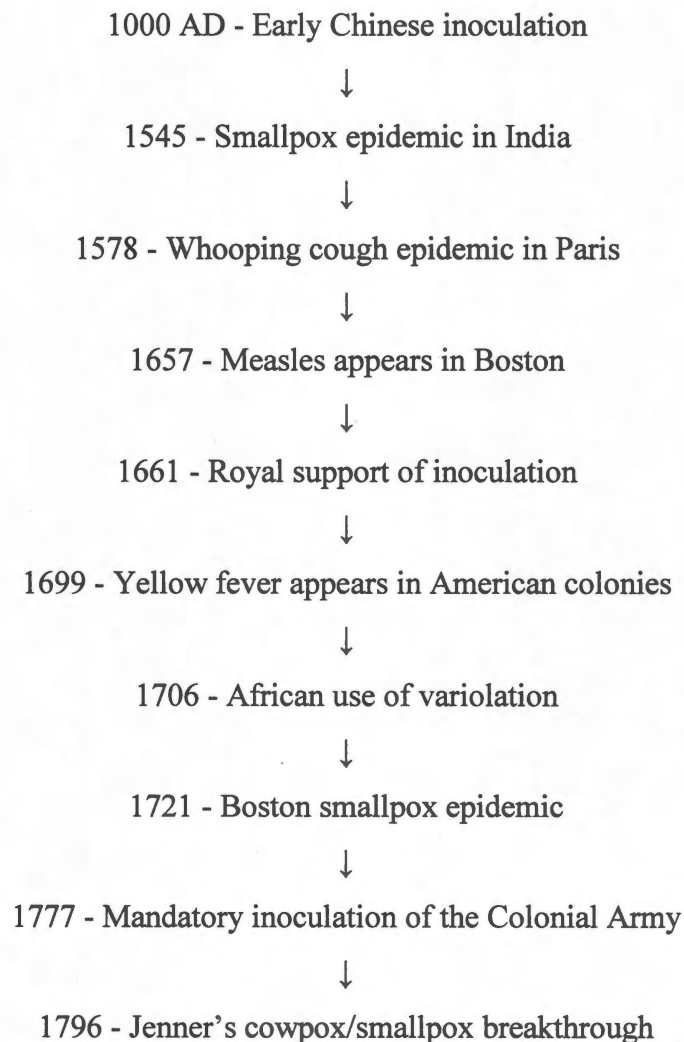 1000 AD - Early Chinese inoculation
↓
1545 - Smallpox epidemic in India
↓
1578 - Whooping cough epidemic in Paris
↓
1657 - Measles appears in Boston
↓
1661 - Royal support of inoculation
↓
1699 - Yellow fever appears in American colonies
↓
1706 - African use of variolation
↓
1721 - Boston smallpox epidemic
↓
1777 - Mandatory inoculation of the Colonial Army
↓
1796 - Jenner’s cowpox/smallpox breakthrough